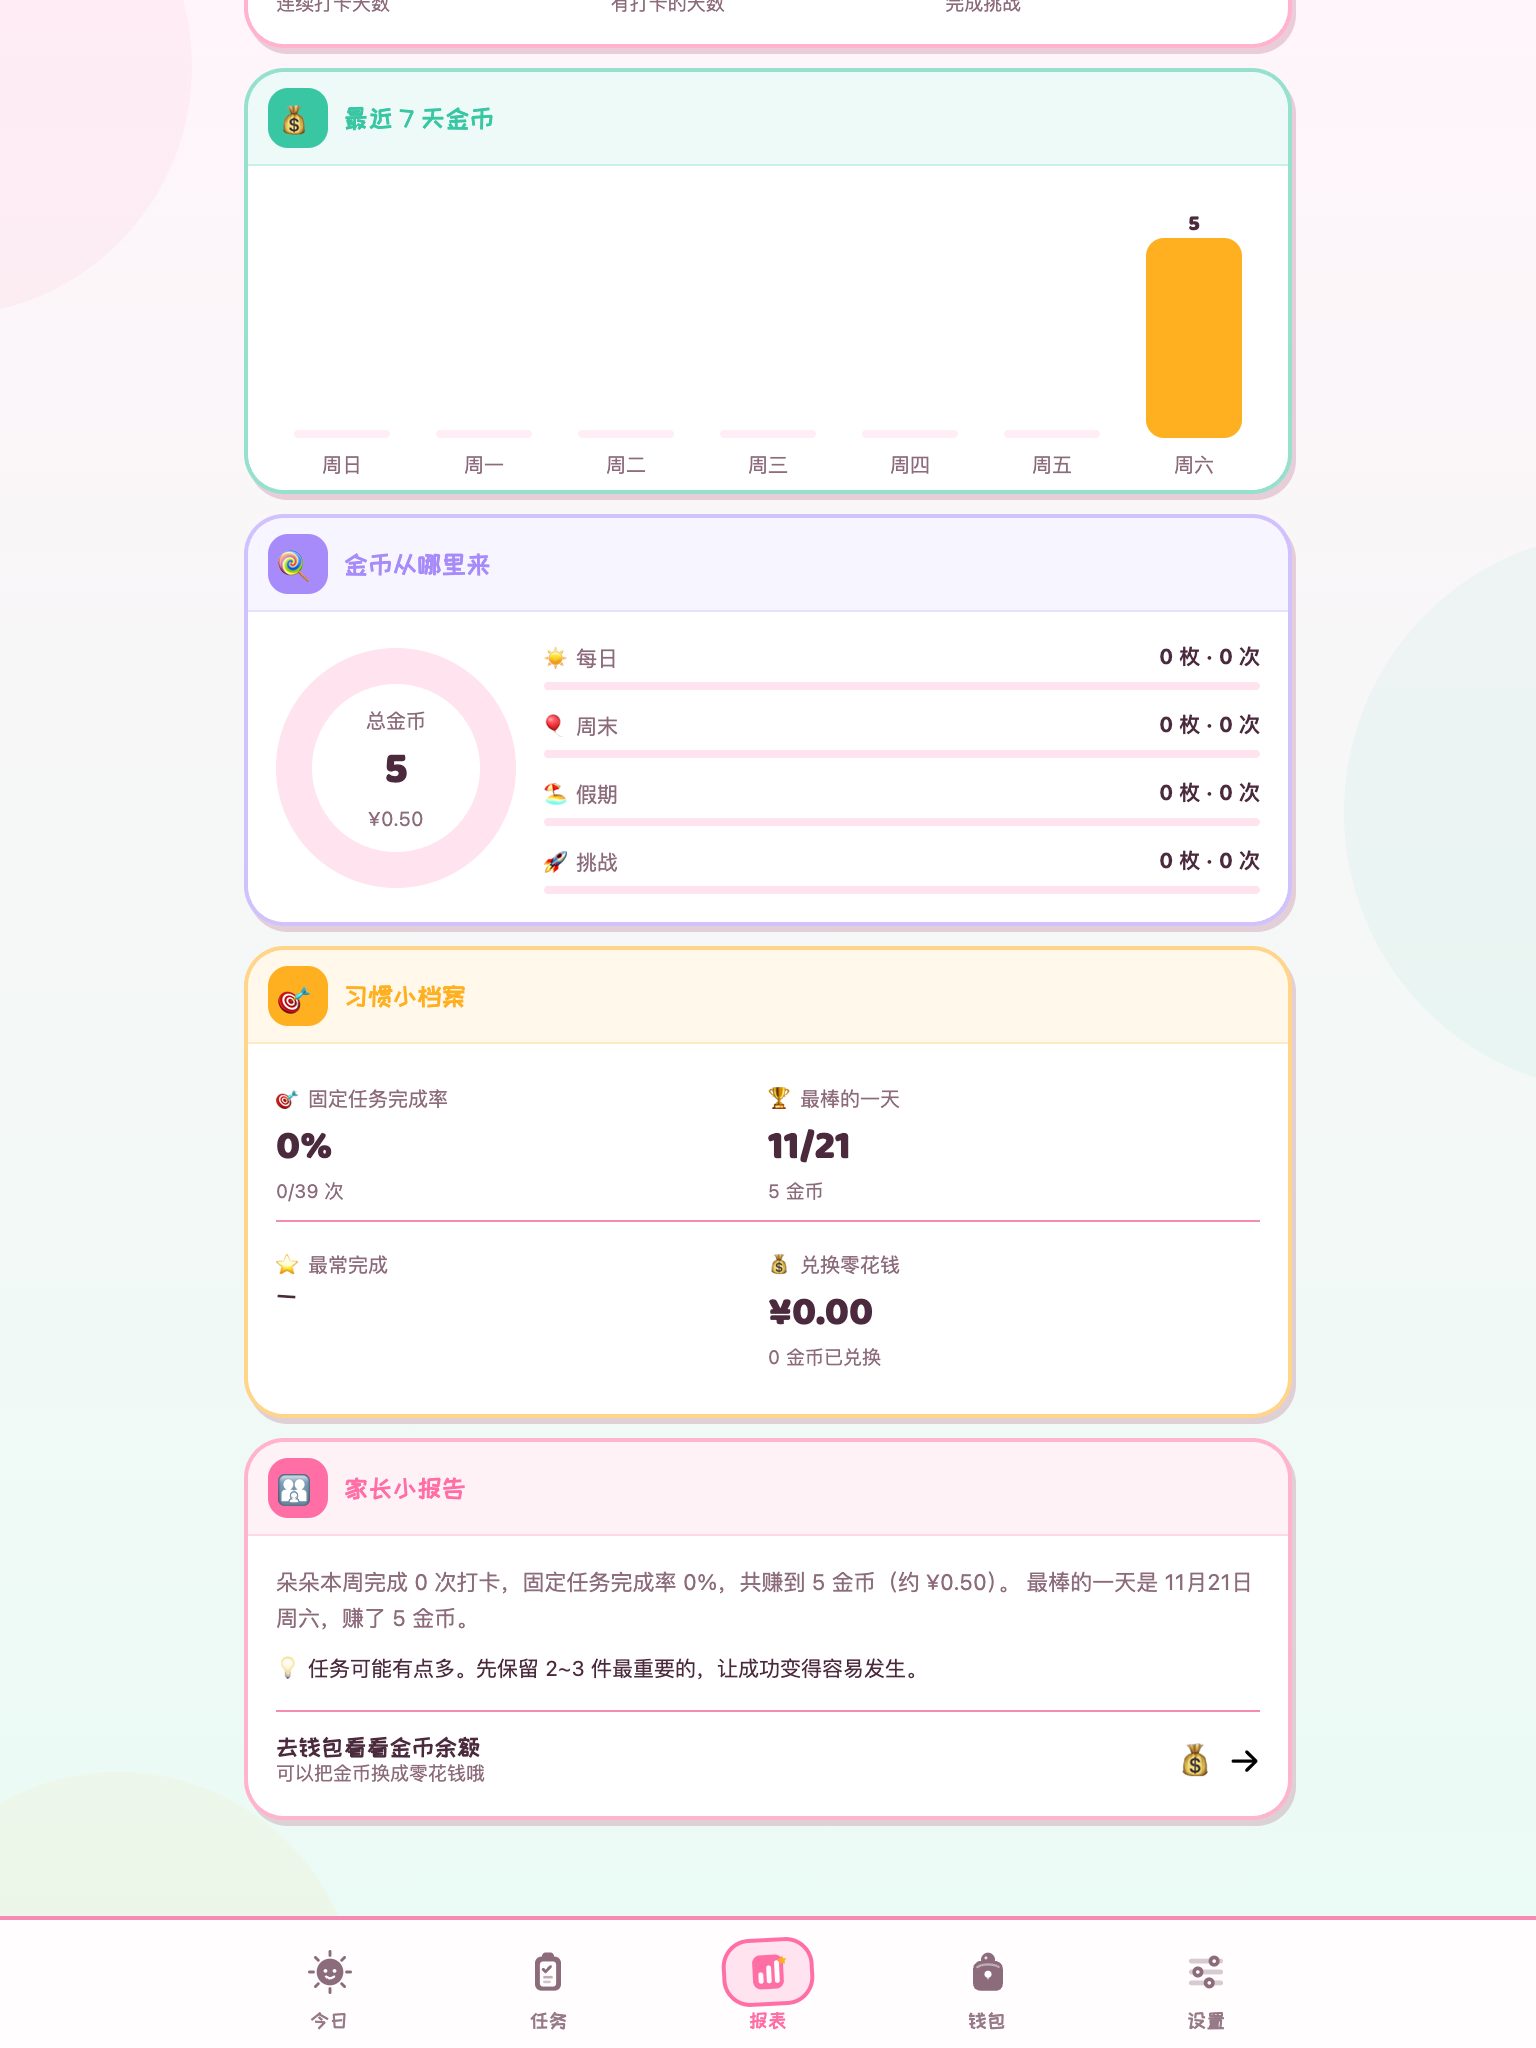 连续打卡天数
有打卡的天数
完成挑战
最近 7 天金币
5
周日
周一
周二
周三
周四
周五
周六
金币从哪里来
总金币
5
¥0.50
每日
0 枚 · 0 次
周末
0 枚 · 0 次
假期
0 枚 · 0 次
挑战
0 枚 · 0 次
习惯小档案
固定任务完成率
0%
0/39 次
最棒的一天
11/21
5 金币
最常完成
—
兑换零花钱
¥0.00
0 金币已兑换
家长小报告
朵朵本周完成 0 次打卡，固定任务完成率 0%，共赚到 5 金币（约 ¥0.50）。 最棒的一天是 11月21日
周六，赚了 5 金币。
任务可能有点多。先保留 2~3 件最重要的，让成功变得容易发生。
去钱包看看金币余额
可以把金币换成零花钱哦
今日
任务
报表
钱包
设置